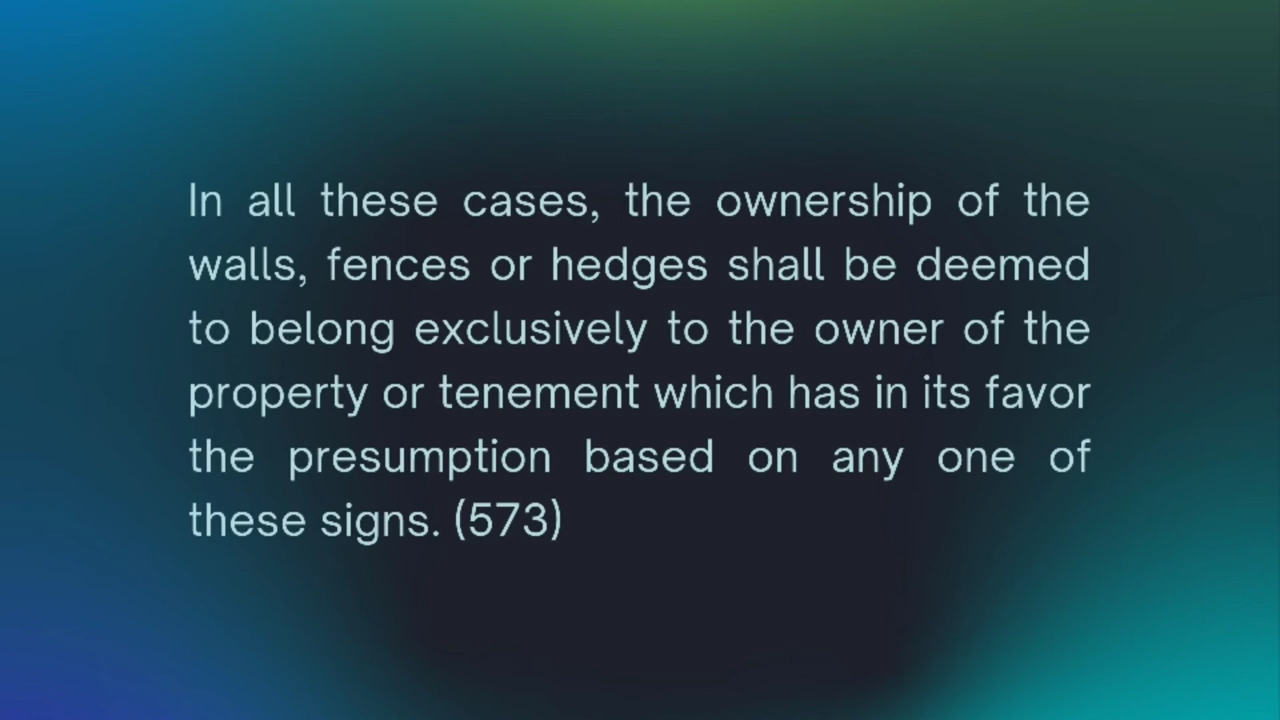 In all these cases, the ownership of the
walls, fences or hedges shall be deemed
to belong exclusively to the owner of the
property or tenement which has in its favor
the presumption based on any one of
these signs. (573)